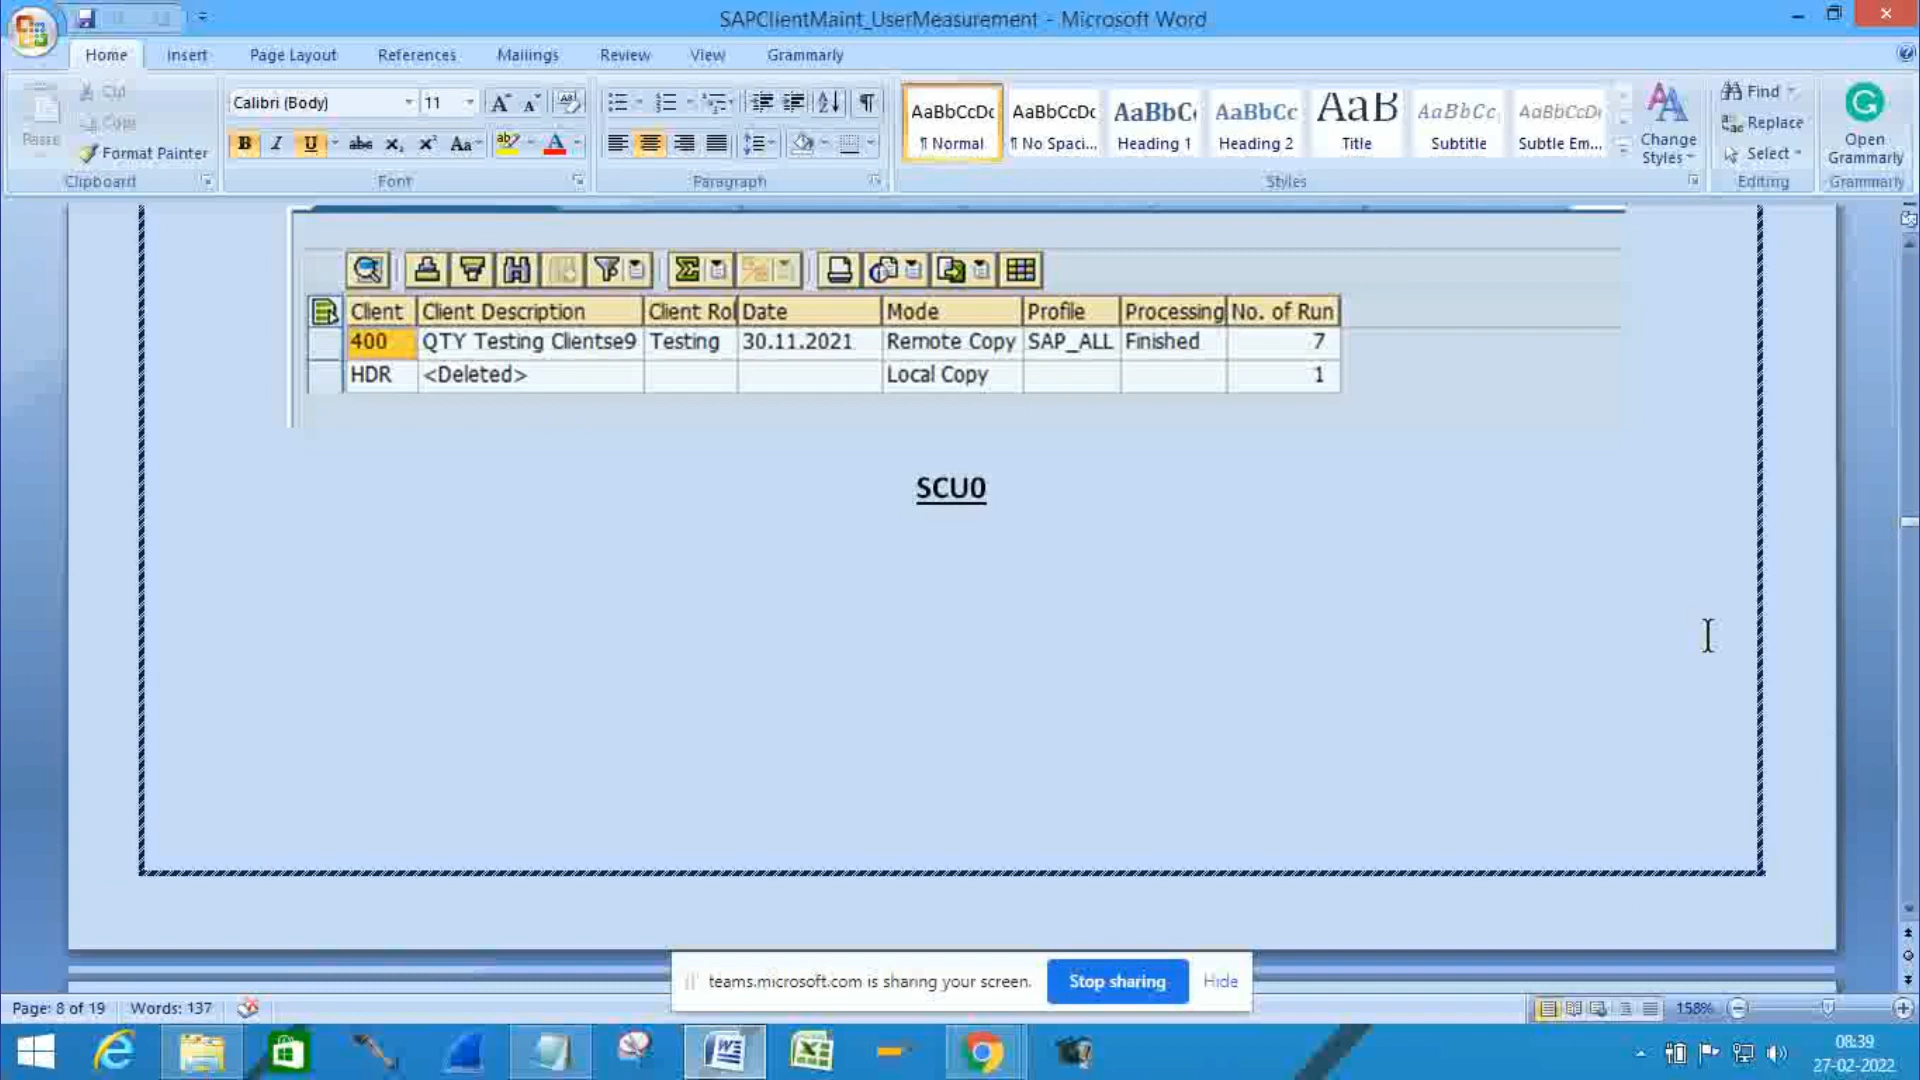 SAPClientMaint_UserMeasurement - Microsoft Word
Home Insert Page Layout References Mailings Review View Grammarly
Paste
Cut
Copy
Format Painter
Clipboard
Calibri (Body) 11
Font
Paragraph
AaBbCcDc AaBbCcDc AaBbC AaBbCc AaB AaBbCc. AaBbCcDi
¶ Normal ¶ No Spaci... Heading 1 Heading 2 Title Subtitle Subtle Em...
Change
Styles
Styles
Find
Replace
Select
Editing
Open
Grammarly
Grammarly
Client Client Description Client Rol Date Mode Profile Processing No. of Run
400 QTY Testing Clientse9 Testing 30.11.2021 Remote Copy SAP_ALL Finished 7
HDR <Deleted> Local Copy 1
SCU0
teams.microsoft.com is sharing your screen. Stop sharing Hide
Page: 8 of 19 Words: 137 158%
08:39
27-02-2022